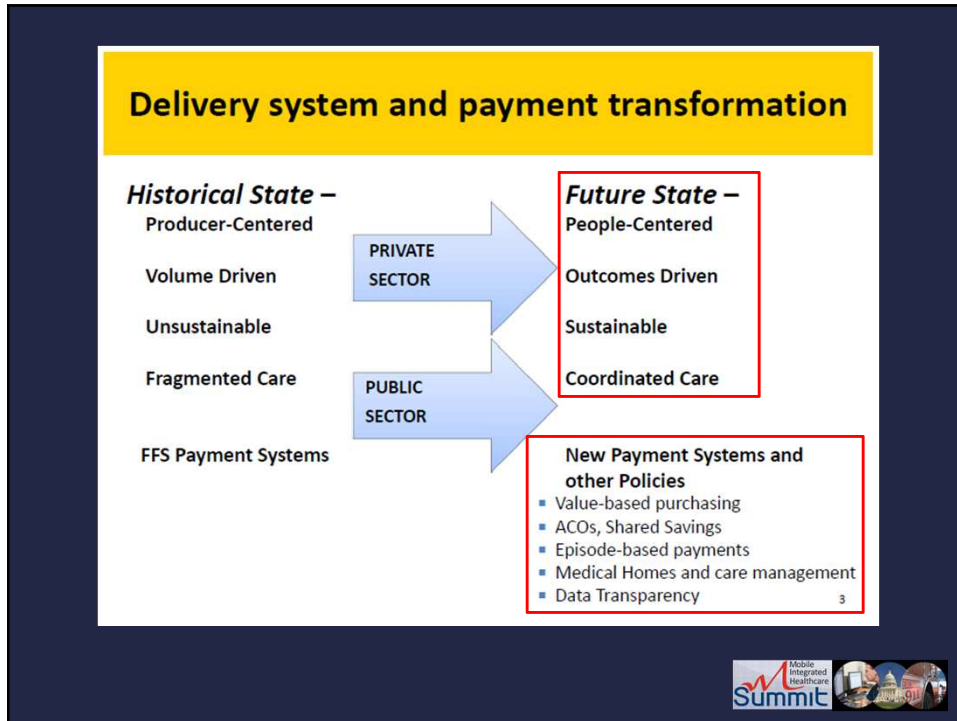 Delivery system and payment transformation
Historical State –
Producer-Centered
Volume Driven
Unsustainable
Fragmented Care
FFS Payment Systems
PRIVATE
SECTOR
PUBLIC
SECTOR
Future State –
People-Centered
Outcomes Driven
Sustainable
Coordinated Care
New Payment Systems and
other Policies
▪ Value-based purchasing
▪ ACOs, Shared Savings
▪ Episode-based payments
▪ Medical Homes and care management
▪ Data Transparency
3
Mobile
Integrated
Healthcare
Summit
911